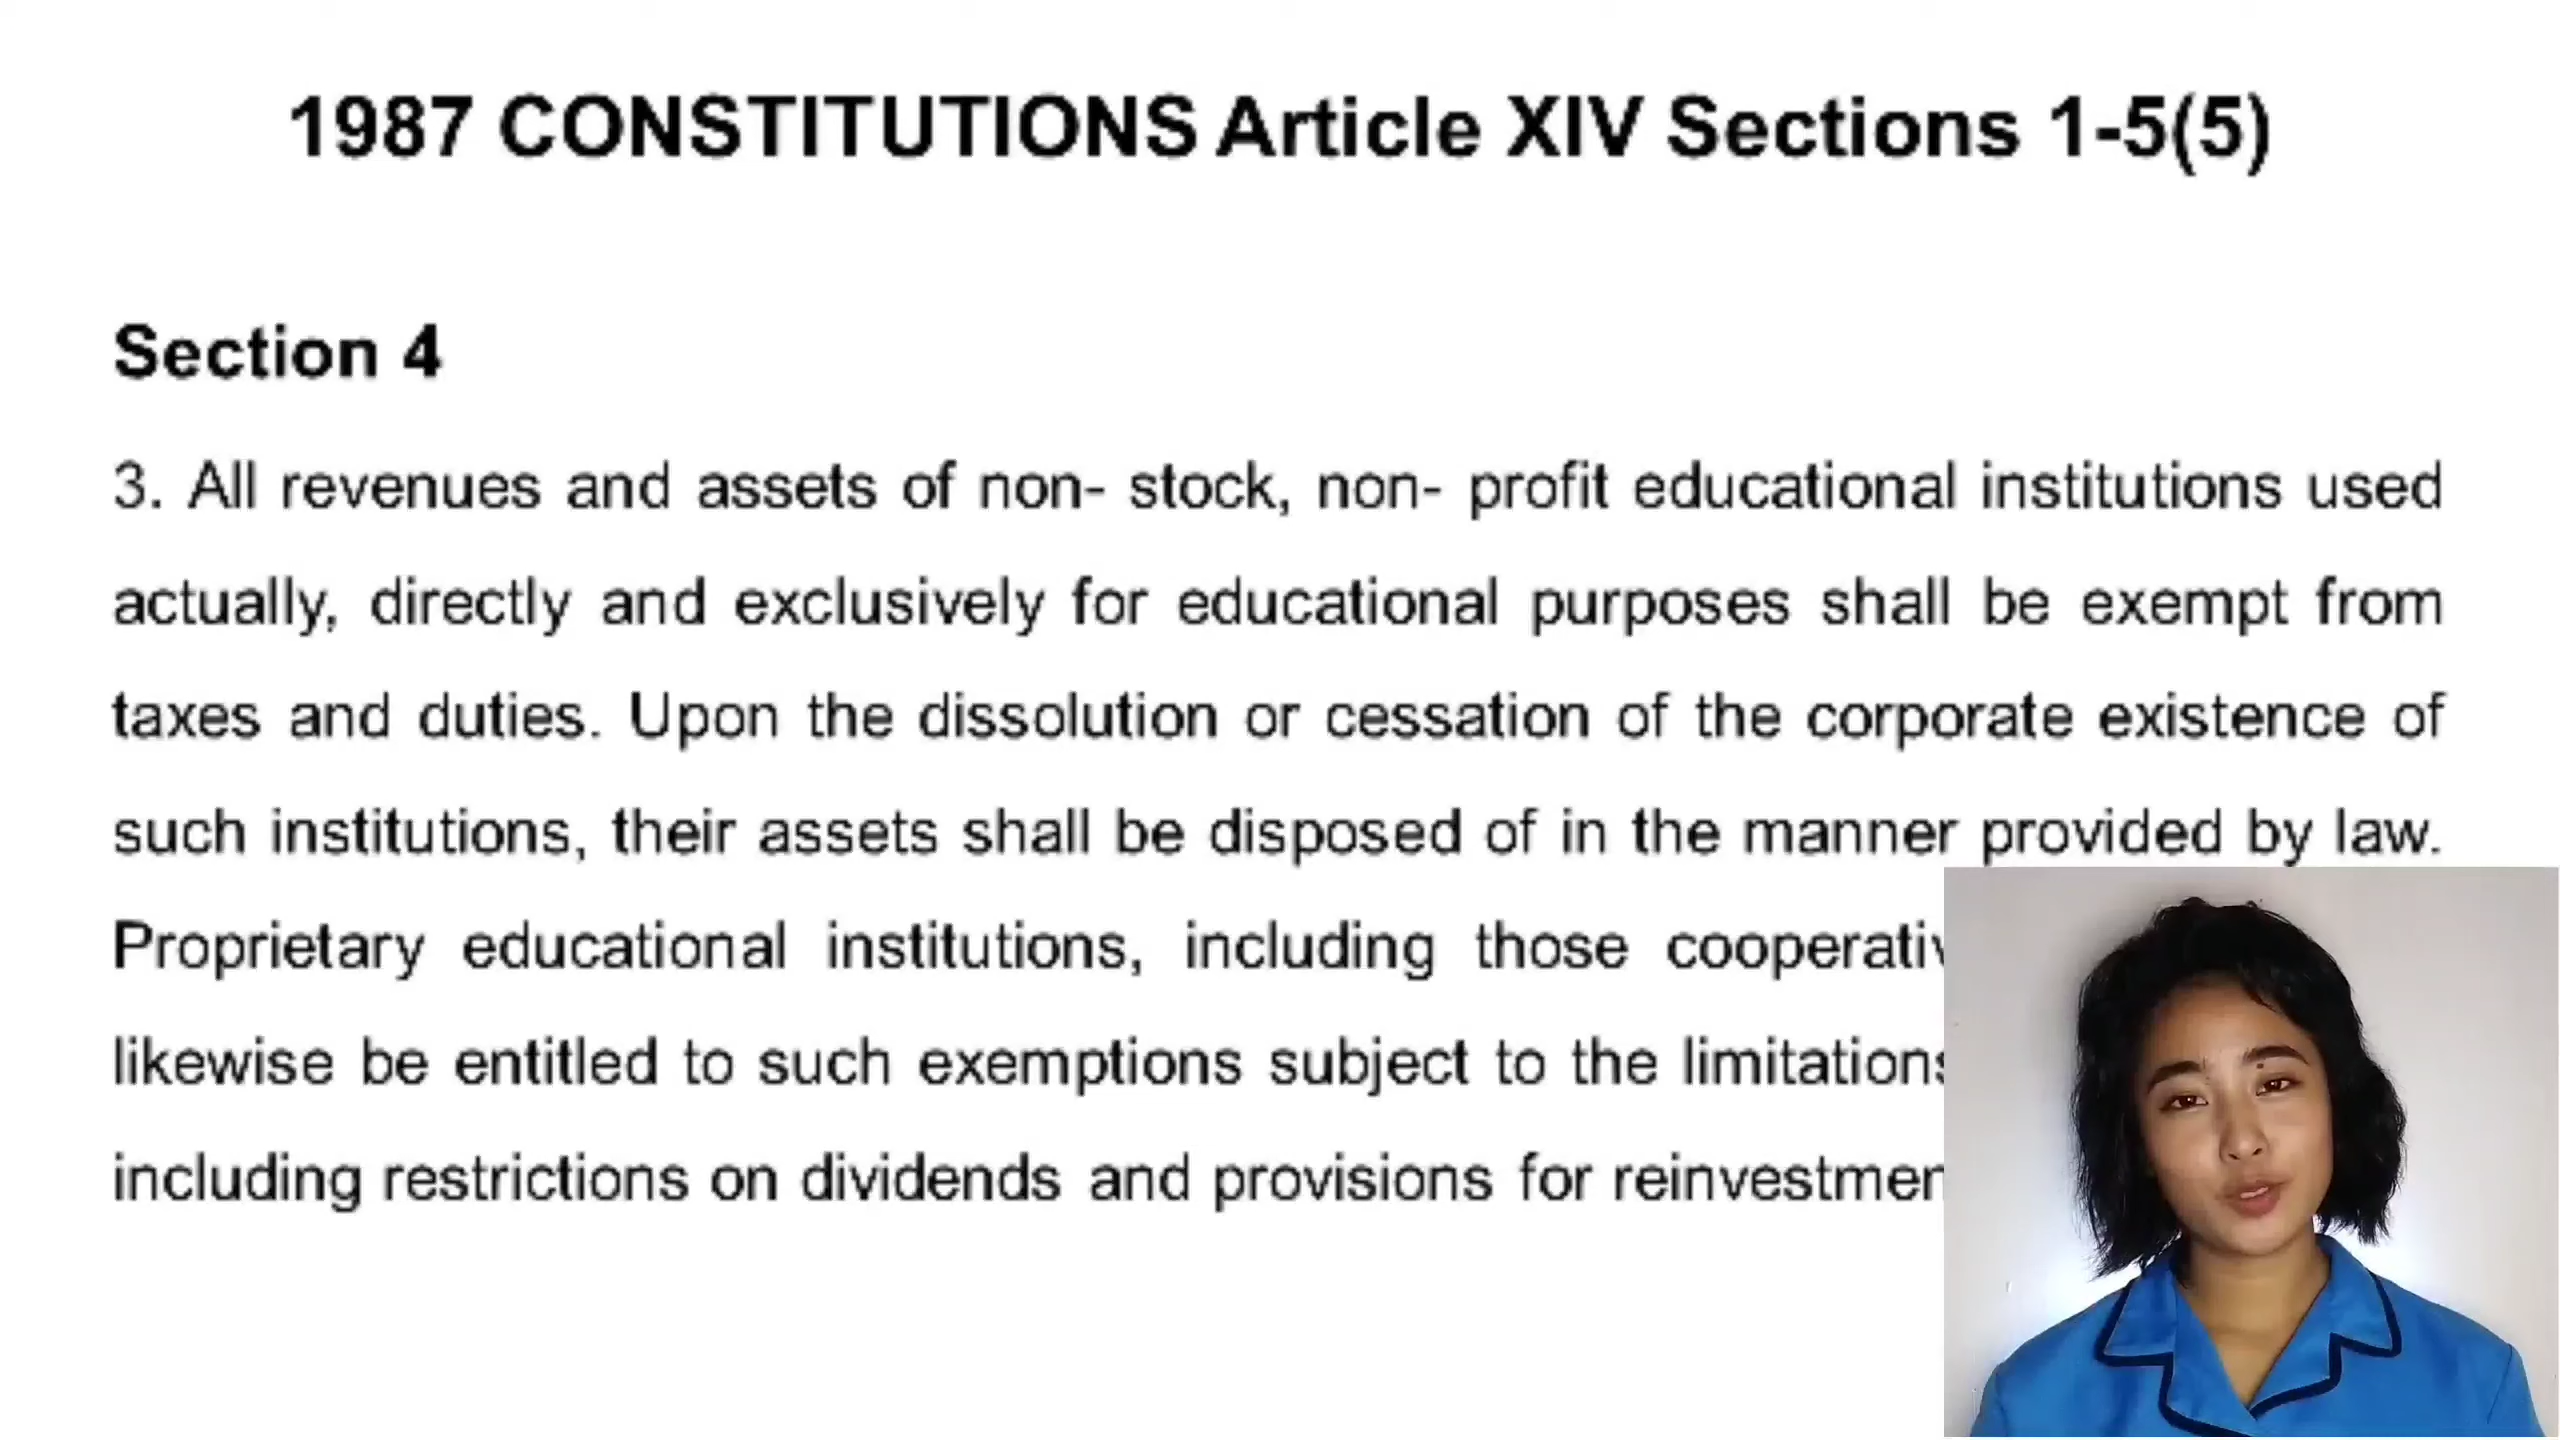 1987 CONSTITUTIONS Article XIV Sections 1-5(5)
Section 4
3. All revenues and assets of non- stock, non- profit educational institutions used
actually, directly and exclusively for educational purposes shall be exempt from
taxes and duties. Upon the dissolution or cessation of the corporate existence of
such institutions, their assets shall be disposed of in the manner provided by law.
Proprietary educational institutions, including those
likewise be entitled to such exemptions subject to the
including restrictions on dividends and provisions for